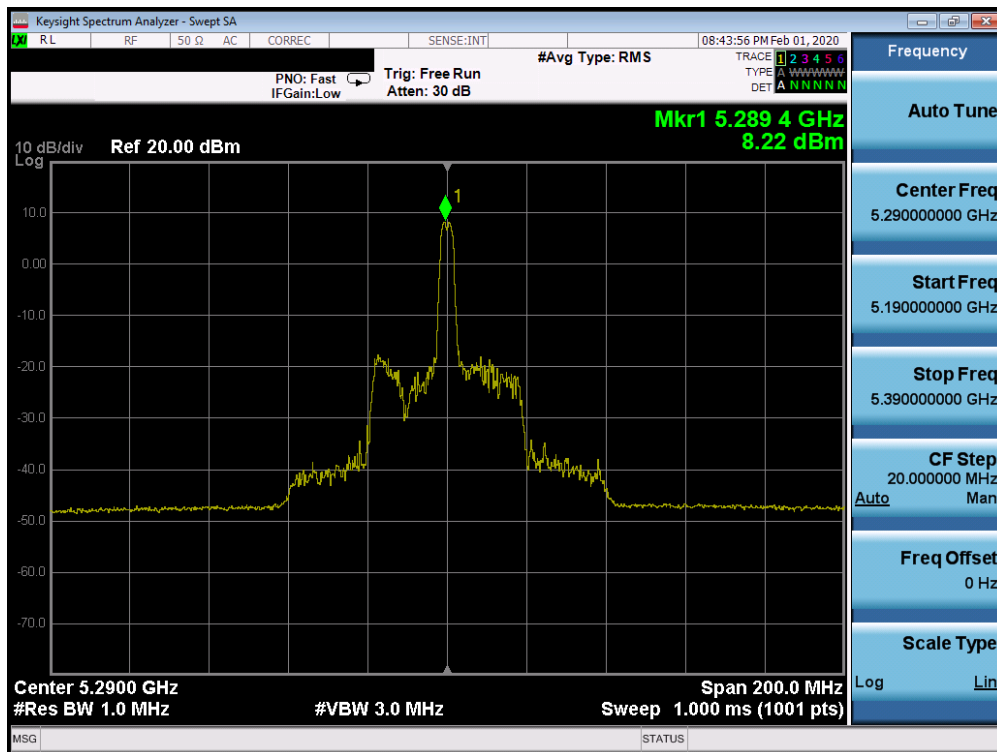 Keysight Spectrum Analyzer - Swept SA
LXI RL RF 50 Ω AC CORREC SENSE:INT 08:43:56 PM Feb 01, 2020
#Avg Type: RMS
TRACE 1 2 3 4 5 6
PNO: Fast Trig: Free Run
TYPE A WWWWW
IFGain:Low Atten: 30 dB
DET A N N N N N
Mkr1 5.289 4 GHz
8.22 dBm
10 dB/div Ref 20.00 dBm
Log
1
10.0
0.00
-10.0
-20.0
-30.0
-40.0
-50.0
-60.0
-70.0
Center 5.2900 GHz Span 200.0 MHz
#Res BW 1.0 MHz #VBW 3.0 MHz Sweep 1.000 ms (1001 pts)
MSG STATUS
Frequency
Auto Tune
Center Freq
5.290000000 GHz
Start Freq
5.190000000 GHz
Stop Freq
5.390000000 GHz
CF Step
20.000000 MHz
Auto Man
Freq Offset
0 Hz
Scale Type
Log Lin